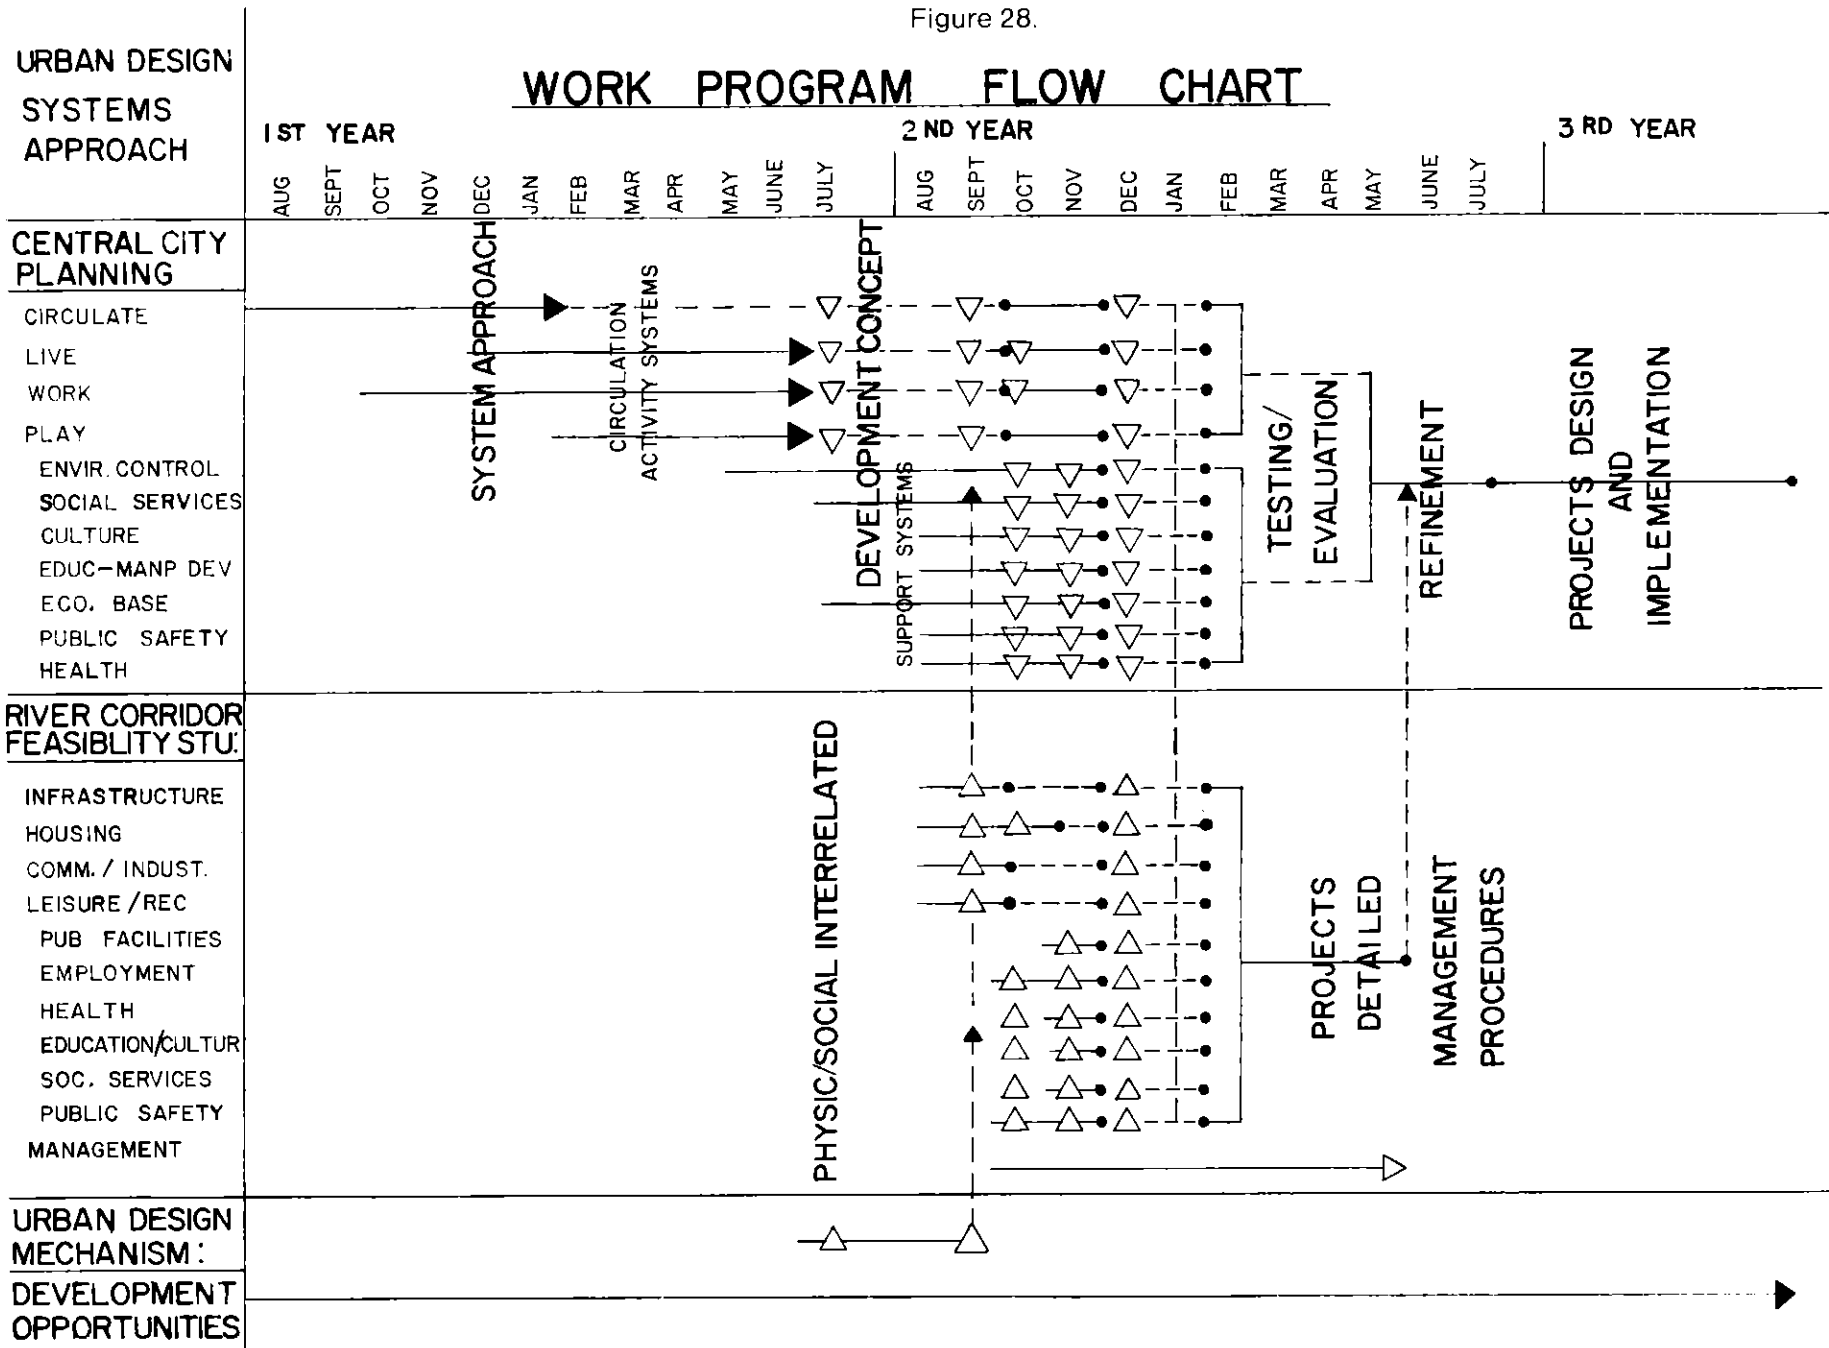 Figure 28.
URBAN DESIGN
SYSTEMS
APPROACH
WORK PROGRAM FLOW CHART
1ST YEAR
2ND YEAR
3RD YEAR
AUG
SEPT
OCT
NOV
DEC
JAN
FEB
MAR
APR
MAY
JUNE
JULY
AUG
SEPT
OCT
NOV
DEC
JAN
FEB
MAR
APR
MAY
JUNE
JULY
CENTRAL CITY
PLANNING
CIRCULATE
LIVE
WORK
PLAY
ENVIR. CONTROL
SOCIAL SERVICES
CULTURE
EDUC-MANP DEV
ECO. BASE
PUBLIC SAFETY
HEALTH
SYSTEM APPROACH
CIRCULATION
ACTIVITY SYSTEMS
DEVELOPMENT CONCEPT
SUPPORT SYSTEMS
TESTING/
EVALUATION
REFINEMENT
PROJECTS DESIGN
AND
IMPLEMENTATION
RIVER CORRIDOR
FEASIBLITY STU:
INFRASTRUCTURE
HOUSING
COMM. / INDUST.
LEISURE /REC
PUB FACILITIES
EMPLOYMENT
HEALTH
EDUCATION/CULTUR
SOC. SERVICES
PUBLIC SAFETY
MANAGEMENT
PHYSIC/SOCIAL INTERRELATED
PROJECTS
DETAILED
MANAGEMENT
PROCEDURES
URBAN DESIGN
MECHANISM:
DEVELOPMENT
OPPORTUNITIES